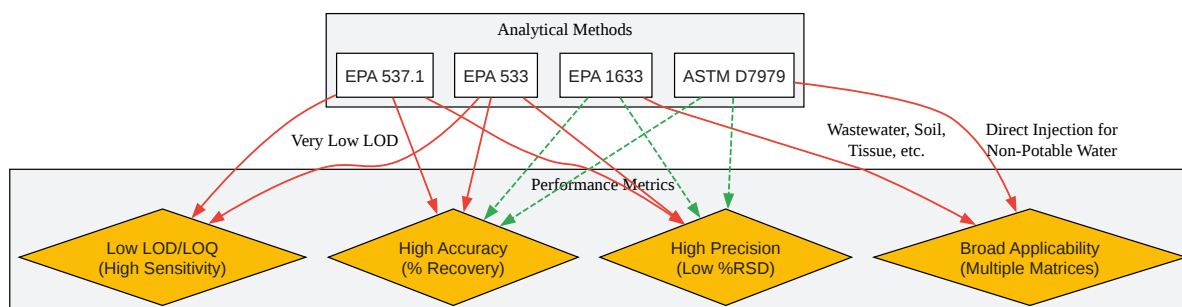 Analytical Methods
EPA 537.1
EPA 533
EPA 1633
ASTM D7979
Very Low LOD
Wastewater, Soil,
Tissue, etc.
Direct Injection for
Non-Potable Water
Performance Metrics
Low LOD/LOQ
(High Sensitivity)
High Accuracy
(% Recovery)
High Precision
(Low %RSD)
Broad Applicability
(Multiple Matrices)